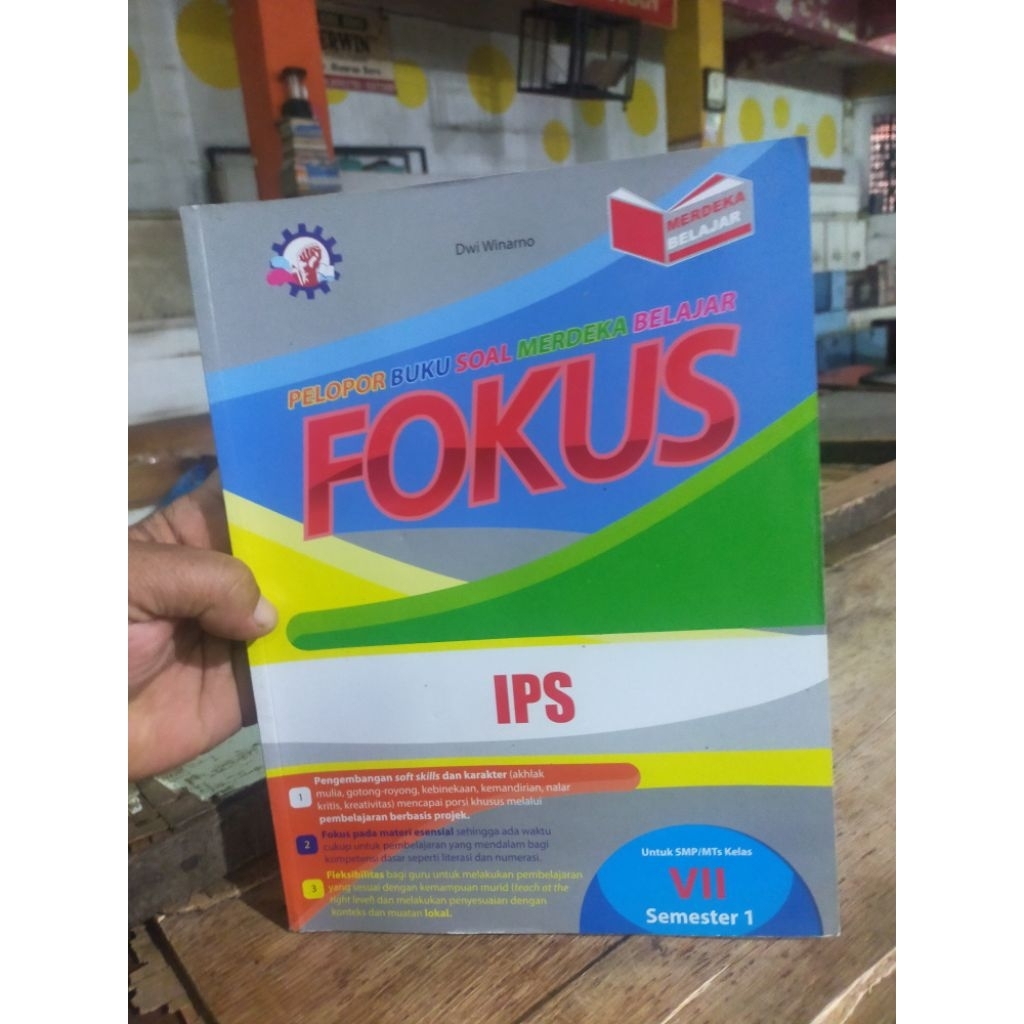 Dwi Winarno
MERDEKA
BELAJAR
PELOPOR BUKU SOAL MERDEKA BELAJAR
FOKUS
IPS
1
Pengembangan soft skills dan karakter (akhlak
mulia, gotong-royong, kebinekaan, kemandirian, nalar
kritis, kreativitas) mencapai porsi khusus melalui
pembelajaran berbasis projek.
2
Fokus pada materi esensial sehingga ada waktu
cukup untuk pembelajaran yang mendalam bagi
kompetensi dasar seperti literasi dan numerasi.
3
Fleksibilitas bagi guru untuk melakukan pembelajaran
yang sesuai dengan kemampuan murid (teach at the
right level) dan melakukan penyesuaian dengan
konteks dan muatan lokal.
Untuk SMP/MTs Kelas
VII
Semester 1